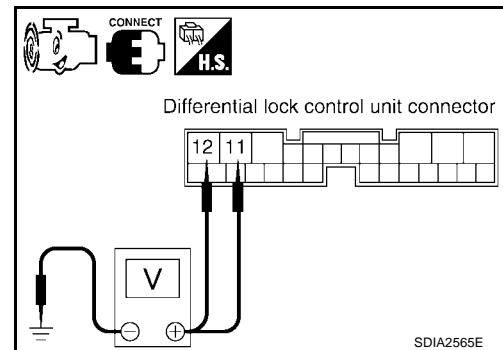 CONNECT
H.S.
Differential lock control unit connector
12 11
V
− +
SDIA2565E